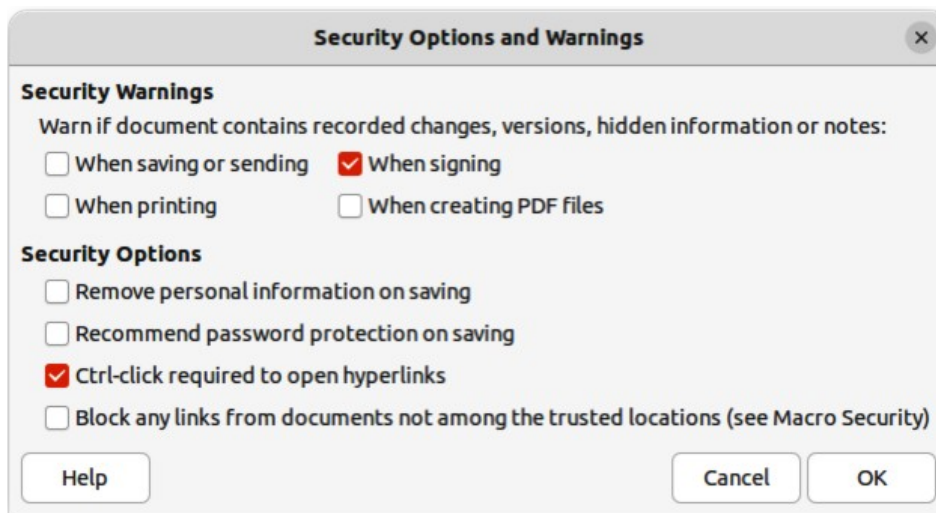 Security Options and Warnings
Security Warnings
Warn if document contains recorded changes, versions, hidden information or notes:
When saving or sending
When signing
When printing
When creating PDF files
Security Options
Remove personal information on saving
Recommend password protection on saving
Ctrl-click required to open hyperlinks
Block any links from documents not among the trusted locations (see Macro Security)
Help
Cancel
OK